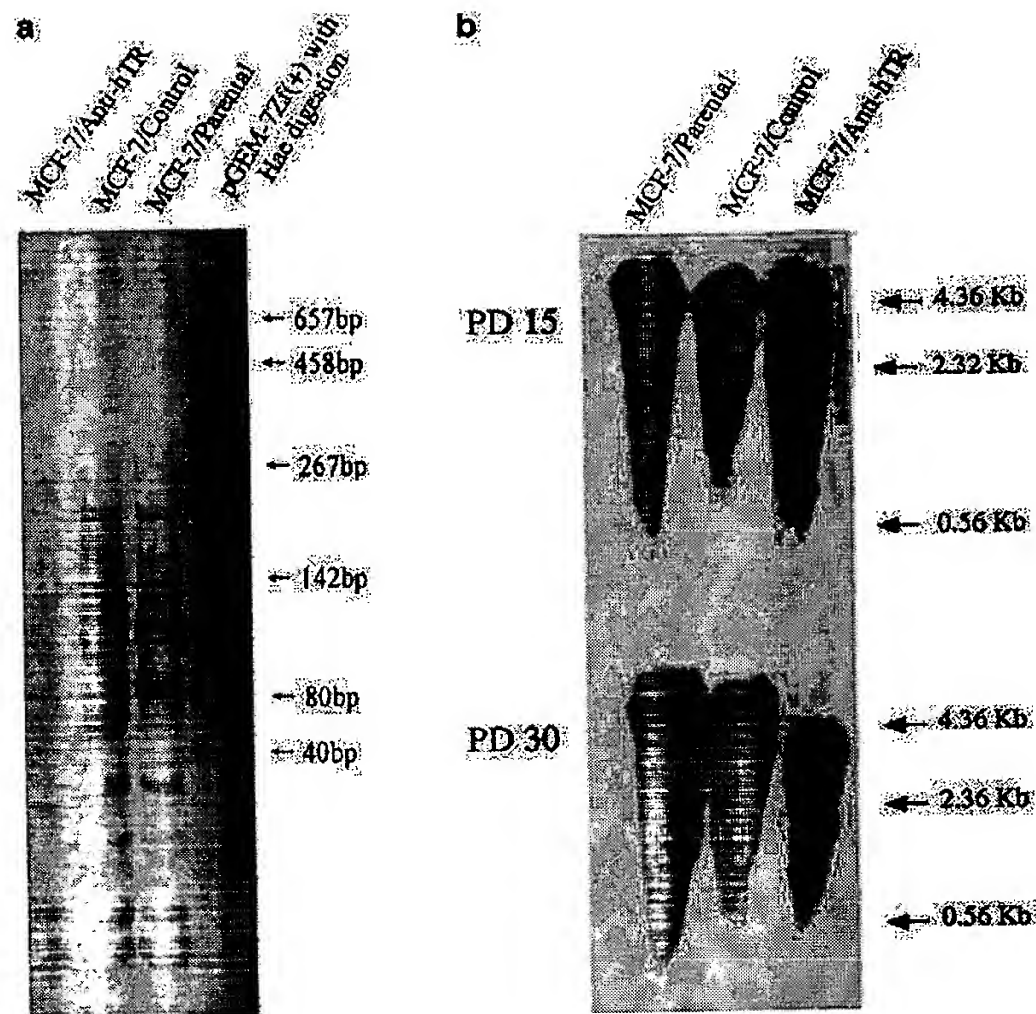 a
MCF-7/Anti-hTR
MCF-7/Control
MCF-7/Parental
pGEM-7Zf(+) with
Hae digestion
657bp
458bp
267bp
142bp
80bp
40bp
b
MCF-7/Parental
MCF-7/Control
MCF-7/Anti-hTR
PD 15
4.36 Kb
2.32 Kb
0.56 Kb
PD 30
4.36 Kb
2.36 Kb
0.56 Kb